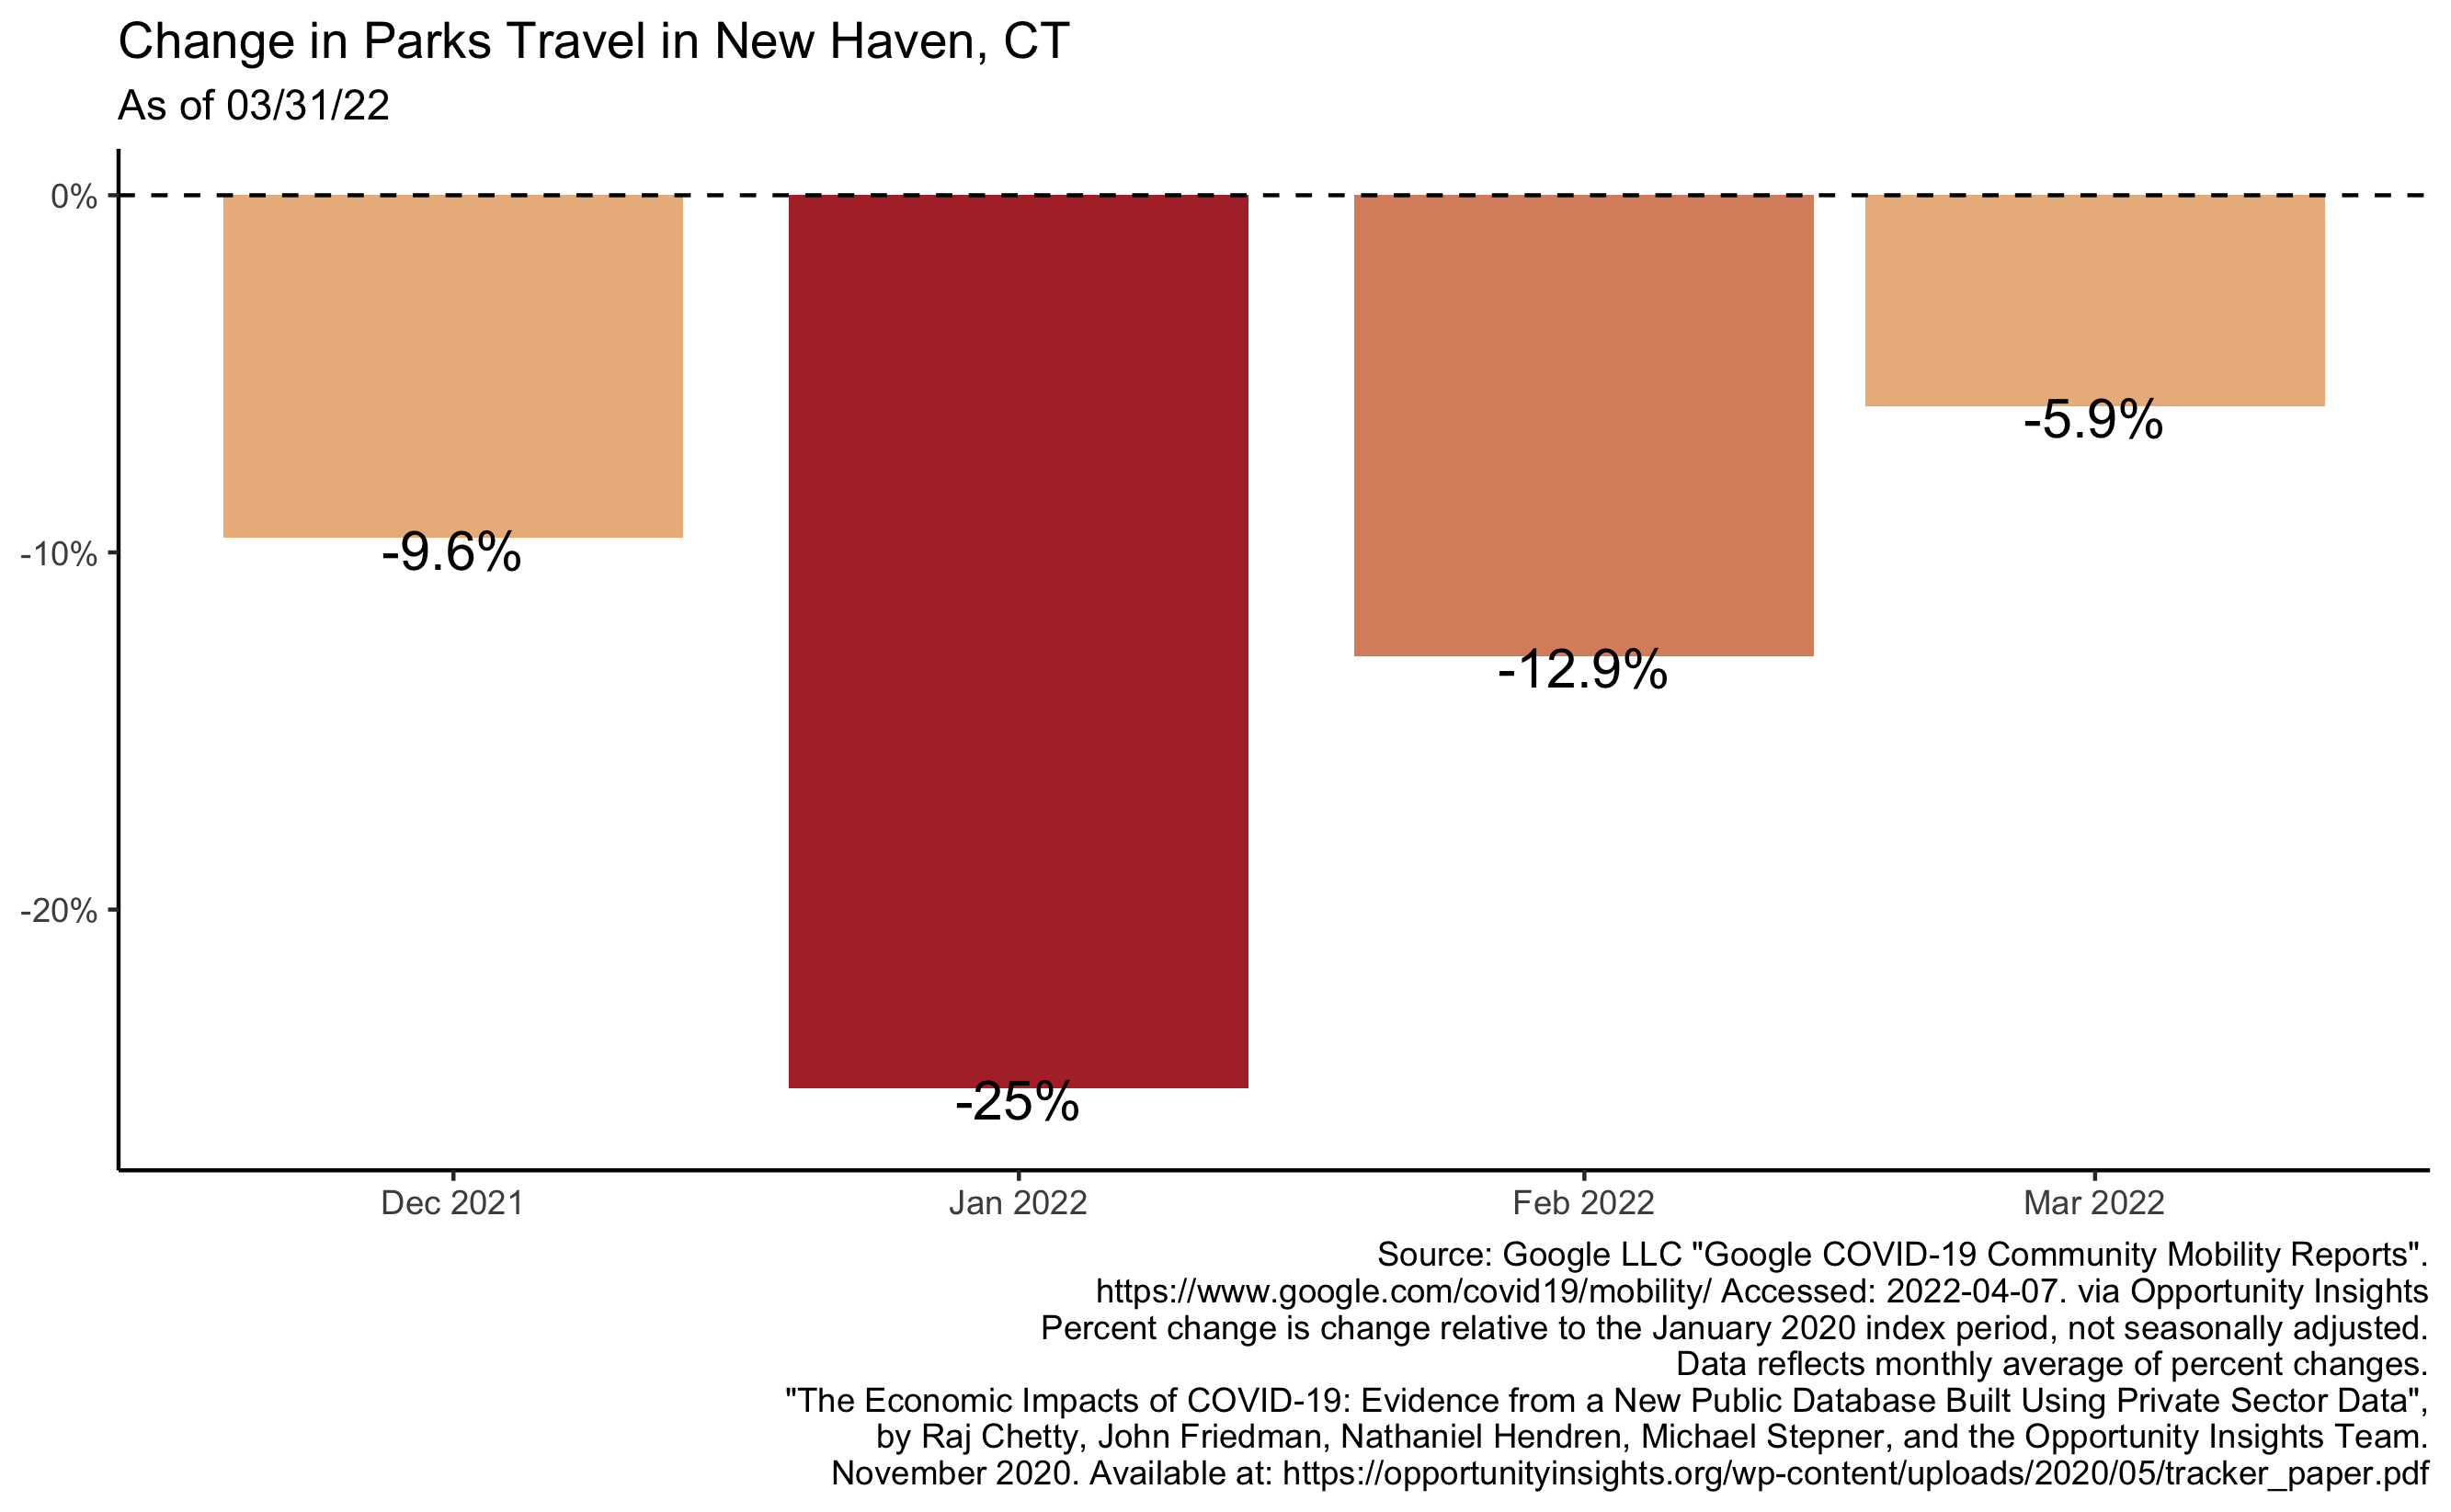 Change in Parks Travel in New Haven, CT
As of 03/31/22
0%
-10%
-20%
-9.6%
-25%
-12.9%
-5.9%
Dec 2021
Jan 2022
Feb 2022
Mar 2022
Source: Google LLC "Google COVID-19 Community Mobility Reports".
https://www.google.com/covid19/mobility/ Accessed: 2022-04-07. via Opportunity Insights
Percent change is change relative to the January 2020 index period, not seasonally adjusted.
Data reflects monthly average of percent changes.
"The Economic Impacts of COVID-19: Evidence from a New Public Database Built Using Private Sector Data",
by Raj Chetty, John Friedman, Nathaniel Hendren, Michael Stepner, and the Opportunity Insights Team.
November 2020. Available at: https://opportunityinsights.org/wp-content/uploads/2020/05/tracker_paper.pdf